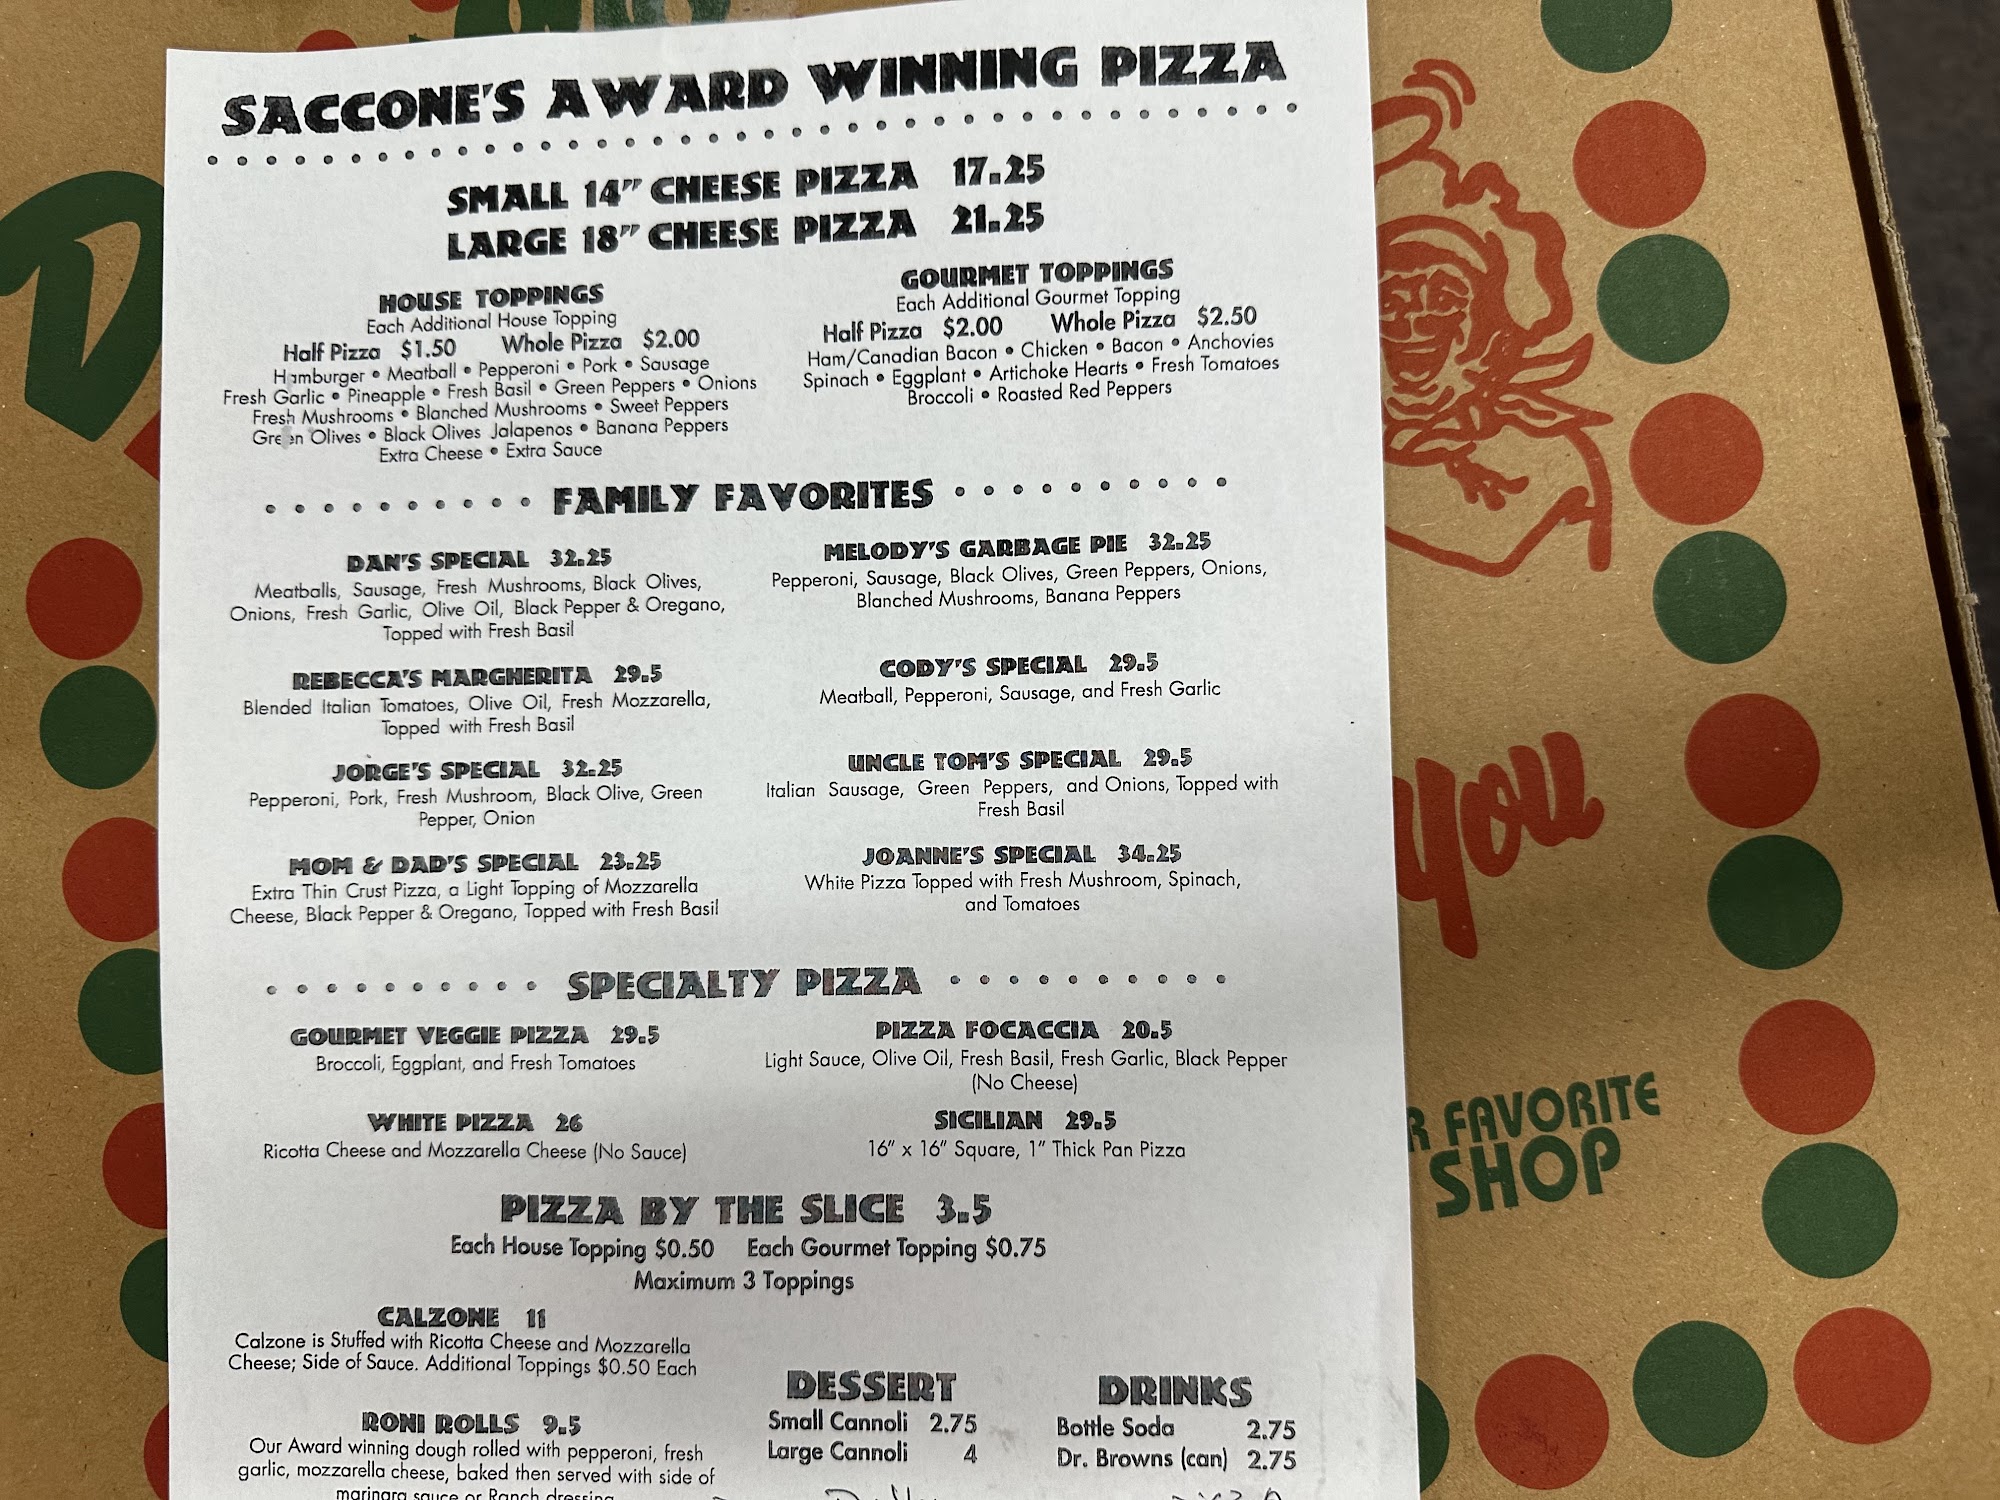 SACCONE'S AWARD WINNING PIZZA
SMALL 14" CHEESE PIZZA 17.25
LARGE 18" CHEESE PIZZA 21.25
HOUSE TOPPINGS
Each Additional House Topping
Half Pizza $1.50 Whole Pizza $2.00
Hamburger • Meatball • Pepperoni • Pork • Sausage
Fresh Garlic • Pineapple • Fresh Basil • Green Peppers • Onions
Fresh Mushrooms • Blanched Mushrooms • Sweet Peppers
Green Olives • Black Olives Jalapenos • Banana Peppers
Extra Cheese • Extra Sauce
GOURMET TOPPINGS
Each Additional Gourmet Topping
Half Pizza $2.00 Whole Pizza $2.50
Ham/Canadian Bacon • Chicken • Bacon • Anchovies
Spinach • Eggplant • Artichoke Hearts • Fresh Tomatoes
Broccoli • Roasted Red Peppers
FAMILY FAVORITES
DAN'S SPECIAL 32.25
Meatballs, Sausage, Fresh Mushrooms, Black Olives,
Onions, Fresh Garlic, Olive Oil, Black Pepper & Oregano,
Topped with Fresh Basil
MELODY'S GARBAGE PIE 32.25
Pepperoni, Sausage, Black Olives, Green Peppers, Onions,
Blanched Mushrooms, Banana Peppers
REBECCA'S MARGHERITA 29.5
Blended Italian Tomatoes, Olive Oil, Fresh Mozzarella,
Topped with Fresh Basil
CODY'S SPECIAL 29.5
Meatball, Pepperoni, Sausage, and Fresh Garlic
JORGE'S SPECIAL 32.25
Pepperoni, Pork, Fresh Mushroom, Black Olive, Green
Pepper, Onion
UNCLE TOM'S SPECIAL 29.5
Italian Sausage, Green Peppers, and Onions, Topped with
Fresh Basil
MOM & DAD'S SPECIAL 23.25
Extra Thin Crust Pizza, a Light Topping of Mozzarella
Cheese, Black Pepper & Oregano, Topped with Fresh Basil
JOANNE'S SPECIAL 34.25
White Pizza Topped with Fresh Mushroom, Spinach,
and Tomatoes
SPECIALTY PIZZA
GOURMET VEGGIE PIZZA 29.5
Broccoli, Eggplant, and Fresh Tomatoes
PIZZA FOCACCIA 20.5
Light Sauce, Olive Oil, Fresh Basil, Fresh Garlic, Black Pepper
(No Cheese)
WHITE PIZZA 26
Ricotta Cheese and Mozzarella Cheese (No Sauce)
SICILIAN 29.5
16" x 16" Square, 1" Thick Pan Pizza
PIZZA BY THE SLICE 3.5
Each House Topping $0.50 Each Gourmet Topping $0.75
Maximum 3 Toppings
CALZONE 11
Calzone is Stuffed with Ricotta Cheese and Mozzarella
Cheese; Side of Sauce. Additional Toppings $0.50 Each
RONI ROLLS 9.5
Our Award winning dough rolled with pepperoni, fresh
garlic, mozzarella cheese, baked then served with side of
marinara sauce or Ranch dressing
DESSERT
Small Cannoli 2.75
Large Cannoli 4
DRINKS
Bottle Soda 2.75
Dr. Browns (can) 2.75
You
R FAVORITE
SHOP